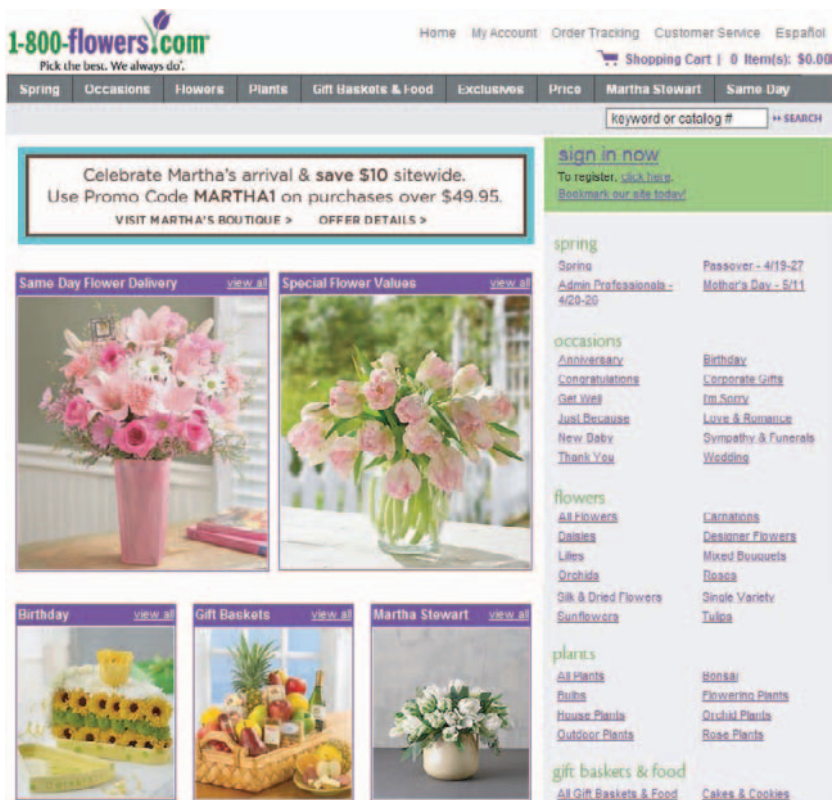 1-800-flowers.com
Pick the best. We always do.
Home My Account Order Tracking Customer Service Español
Shopping Cart | 0 Item(s): $0.00
Spring Occasions Flowers Plants Gift Baskets & Food Exclusives Price Martha Stewart Same Day
keyword or catalog # SEARCH
Celebrate Martha's arrival & save $10 sitewide.
Use Promo Code MARTHA1 on purchases over $49.95.
VISIT MARTHA'S BOUTIQUE > OFFER DETAILS >
Same Day Flower Delivery view all
Special Flower Values view all
Birthday view all
Gift Baskets view all
Martha Stewart view all
sign in now
To register, click here.
Bookmark our site today!
spring
Spring Passover - 4/19-27
Admin Professionals - Mother's Day - 5/11
4/20-26
occasions
Anniversary Birthday
Congratulations Corporate Gifts
Get Well I'm Sorry
Just Because Love & Romance
New Baby Sympathy & Funerals
Thank You Wedding
flowers
All Flowers Carnations
Daisies Designer Flowers
Lilies Mixed Bouquets
Orchids Roses
Silk & Dried Flowers Single Variety
Sunflowers Tulips
plants
All Plants Bonsai
Bulbs Flowering Plants
House Plants Orchid Plants
Outdoor Plants Rose Plants
gift baskets & food
All Gift Baskets & Food Cakes & Cookies